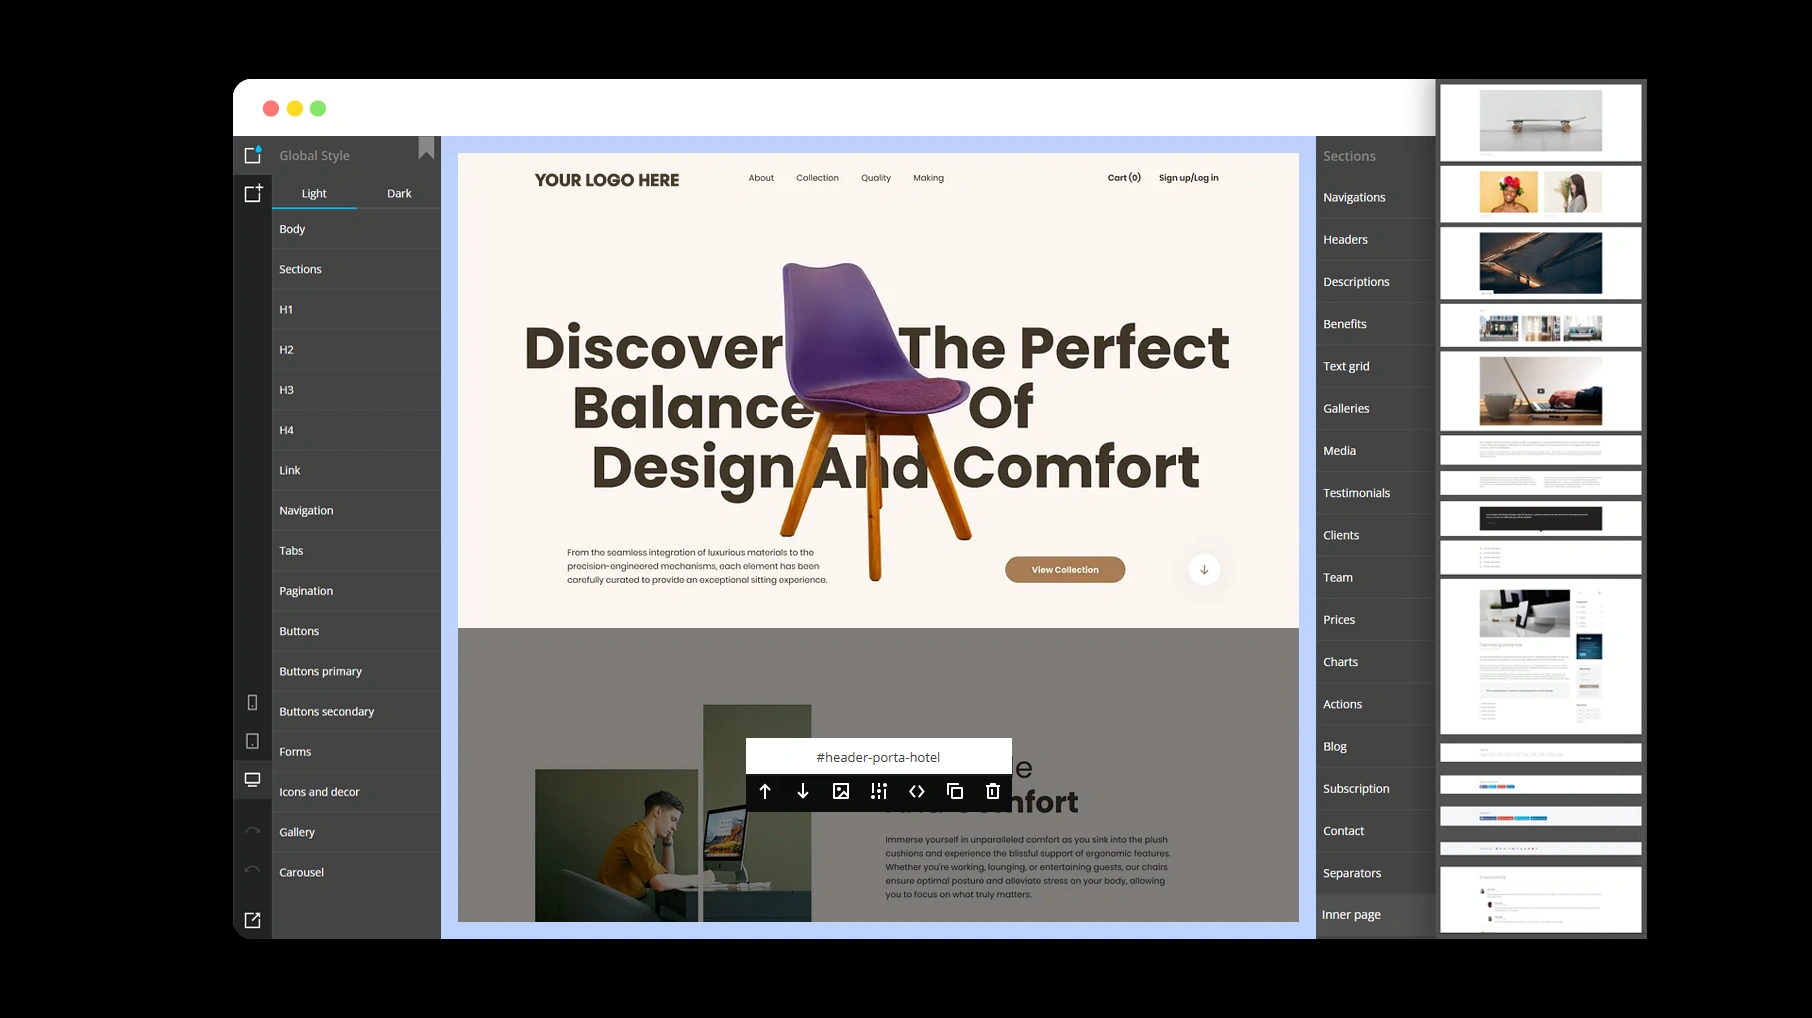 Global Style
Light
Dark
Body
Sections
H1
H2
H3
H4
Link
Navigation
Tabs
Pagination
Buttons
Buttons primary
Buttons secondary
Forms
Icons and decor
Gallery
Carousel
YOUR LOGO HERE
About
Collection
Quality
Making
Cart (0)
Sign up/Log in
Discover The Perfect
Balance Of
Design And Comfort
From the seamless integration of luxurious materials to the
precision-engineered mechanisms, each element has been
carefully curated to provide an exceptional sitting experience.
View Collection
#header-porta-hotel
Immerse yourself in unparalleled comfort as you sink into the plush
cushions and experience the blissful support of ergonomic features.
Whether you're working, lounging, or entertaining guests, our chairs
ensure optimal posture and alleviate stress on your body, allowing
you to focus on what truly matters.
Sections
Navigations
Headers
Descriptions
Benefits
Text grid
Galleries
Media
Testimonials
Clients
Team
Prices
Charts
Actions
Blog
Subscription
Contact
Separators
Inner page